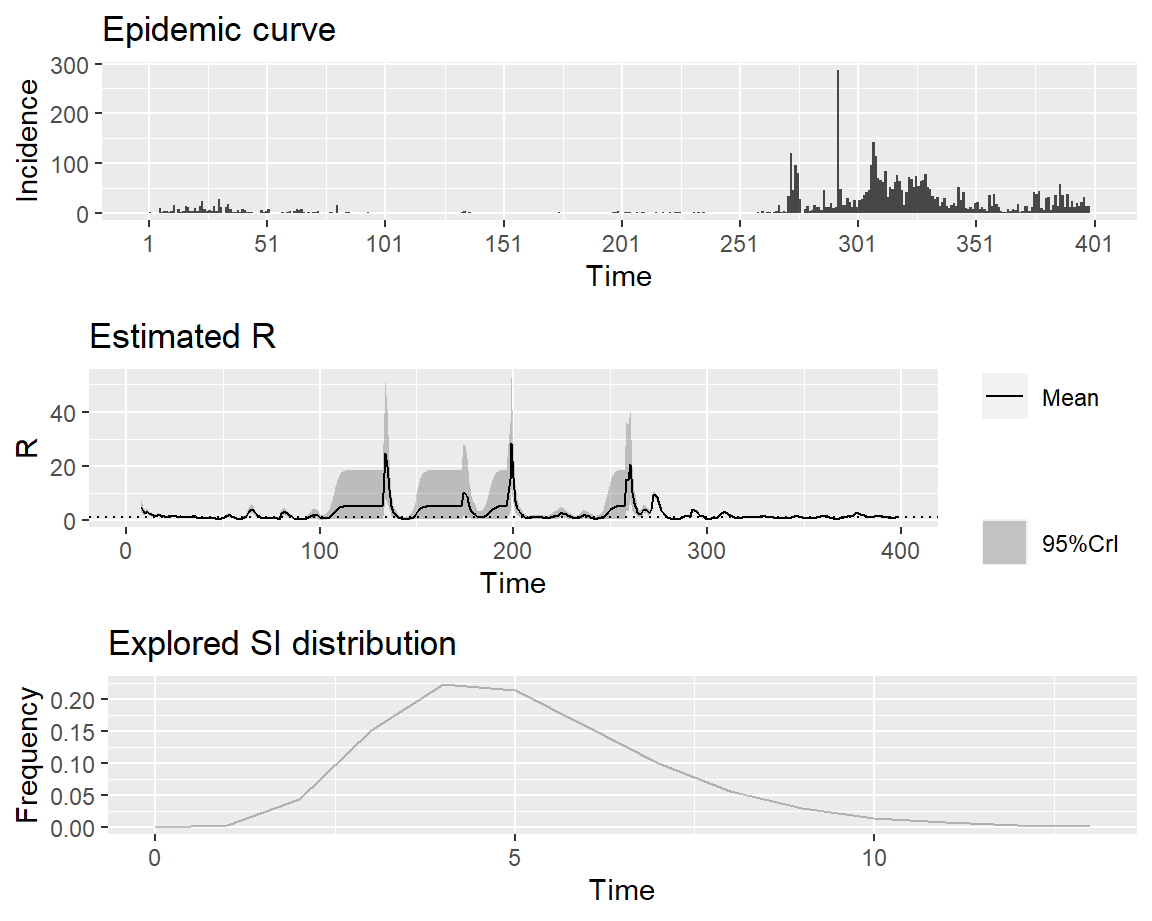 Epidemic curve
300
200
100
0
Incidence
1 51 101 151 201 251 301 351 401
Time
Estimated R
40
20
0
R
0 100 200 300 400
Time
Mean
95%CrI
Explored SI distribution
0.20
0.15
0.10
0.05
0.00
Frequency
0 5 10
Time